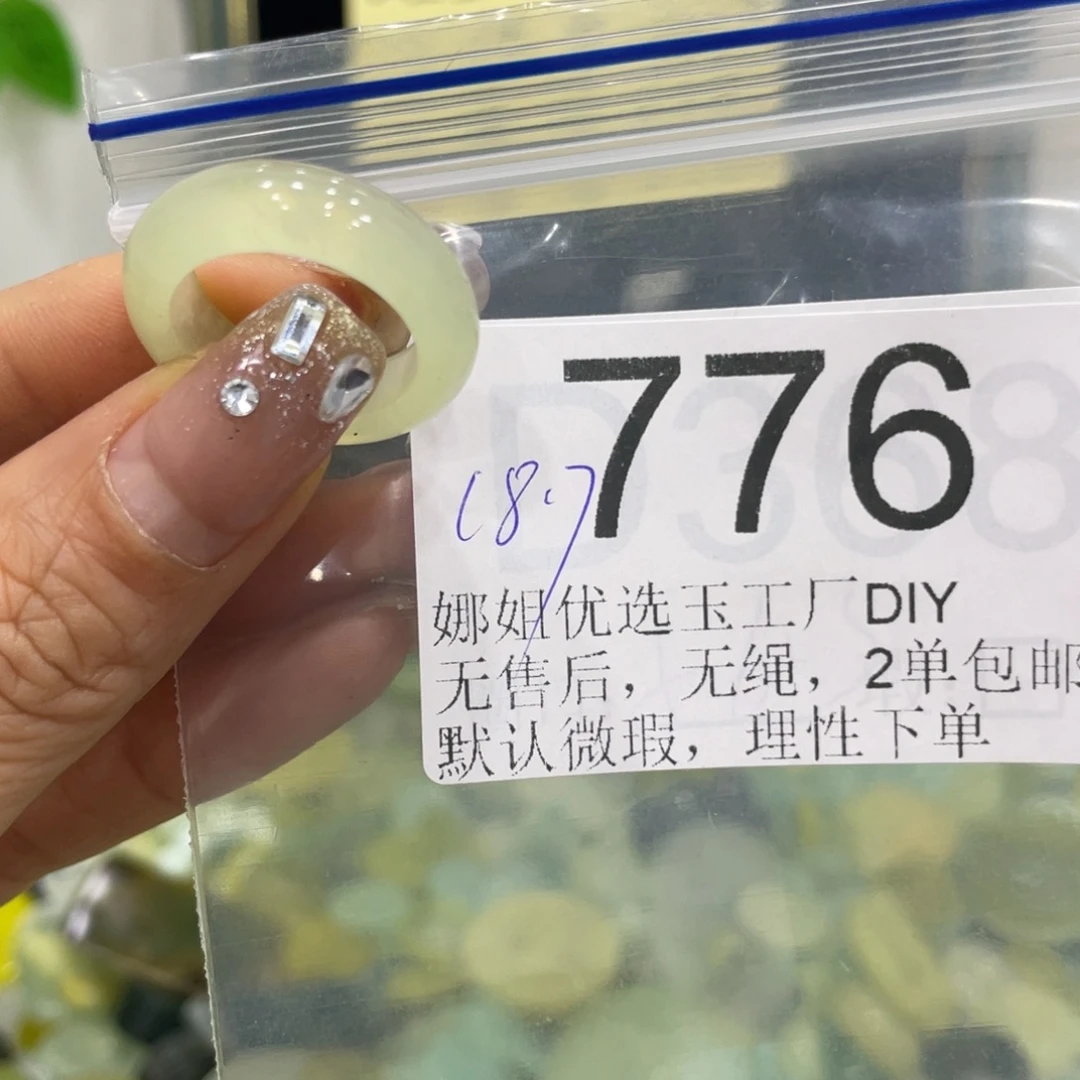 776
18.7
娜姐优选玉工厂DIY
无售后，无绳，2单包邮
默认微瑕，理性下单